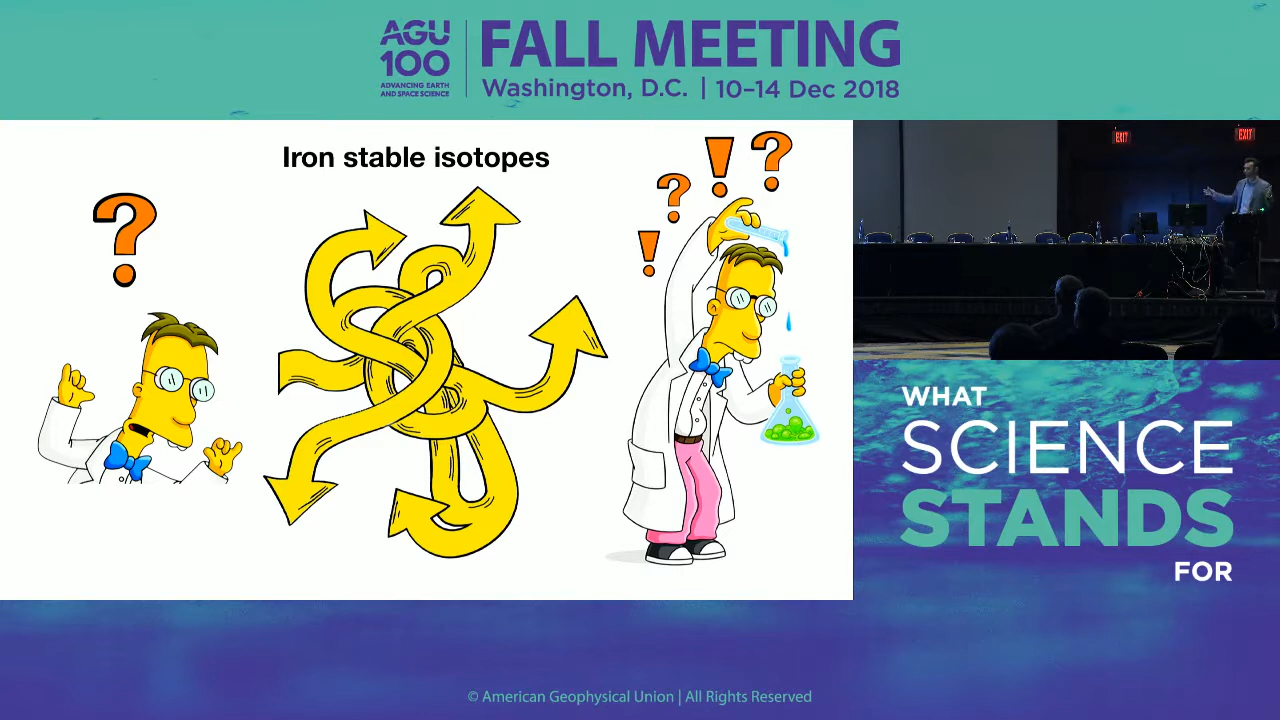 AGU
100
ADVANCING EARTH
AND SPACE SCIENCE
FALL MEETING
Washington, D.C. | 10–14 Dec 2018
Iron stable isotopes
?
?
!
?
!
EXIT
EXIT
WHAT
SCIENCE
STANDS
FOR
© American Geophysical Union | All Rights Reserved